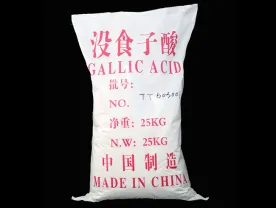 没食子酸
GALLIC ACID
批号:
NO.
净重: 25KG
N.W: 25KG
中国制造
MADE IN CHINA